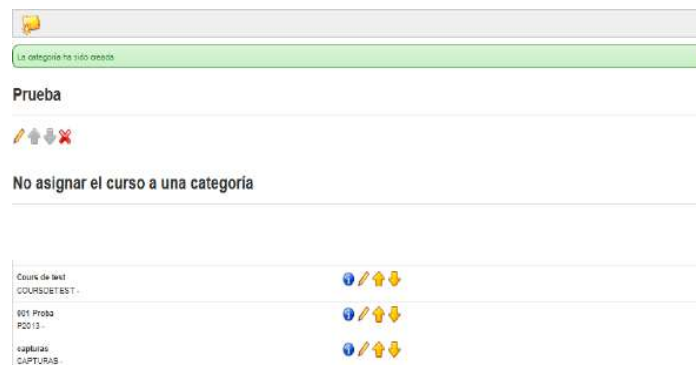 La categoría ha sido creada
Prueba
No asignar el curso a una categoría
Cours de test
COURSDETEST -
001 Proba
P2013 -
capturas
CAPTURAS -